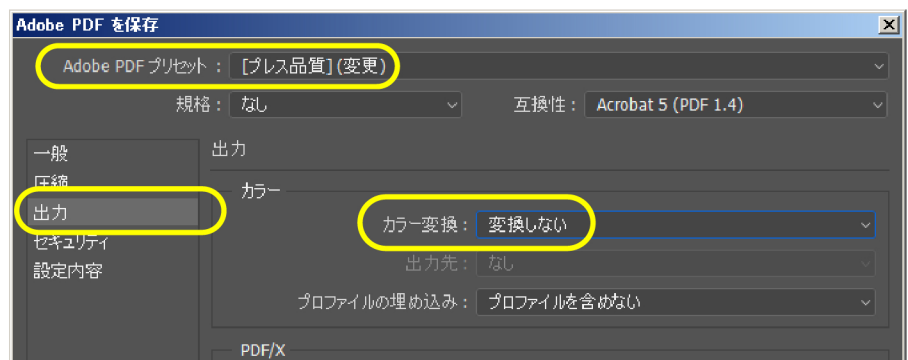 Adobe PDF を保存
Adobe PDF プリセット： [プレス品質] (変更)
規格： なし 互換性： Acrobat 5 (PDF 1.4)
一般 出力
圧縮 カラー
出力 カラー変換： 変換しない
セキュリティ 出力先： なし
設定内容 プロファイルの埋め込み： プロファイルを含めない
PDF/X